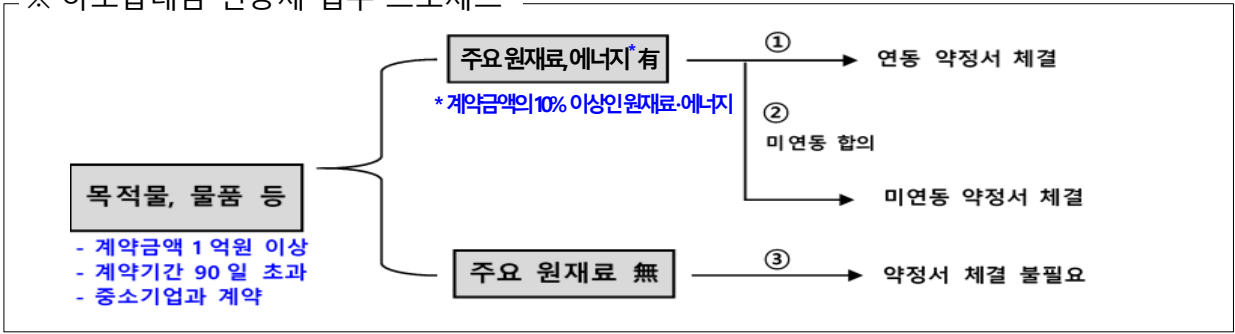 주요 원재료, 에너지* 有
* 계약금액의 10% 이상인 원재료·에너지
①
연동 약정서 체결
②
미연동 합의
미연동 약정서 체결
목적물, 물품 등
- 계약금액 1억원 이상
- 계약기간 90일 초과
- 중소기업과 계약
주요 원재료 無
③
약정서 체결 불필요